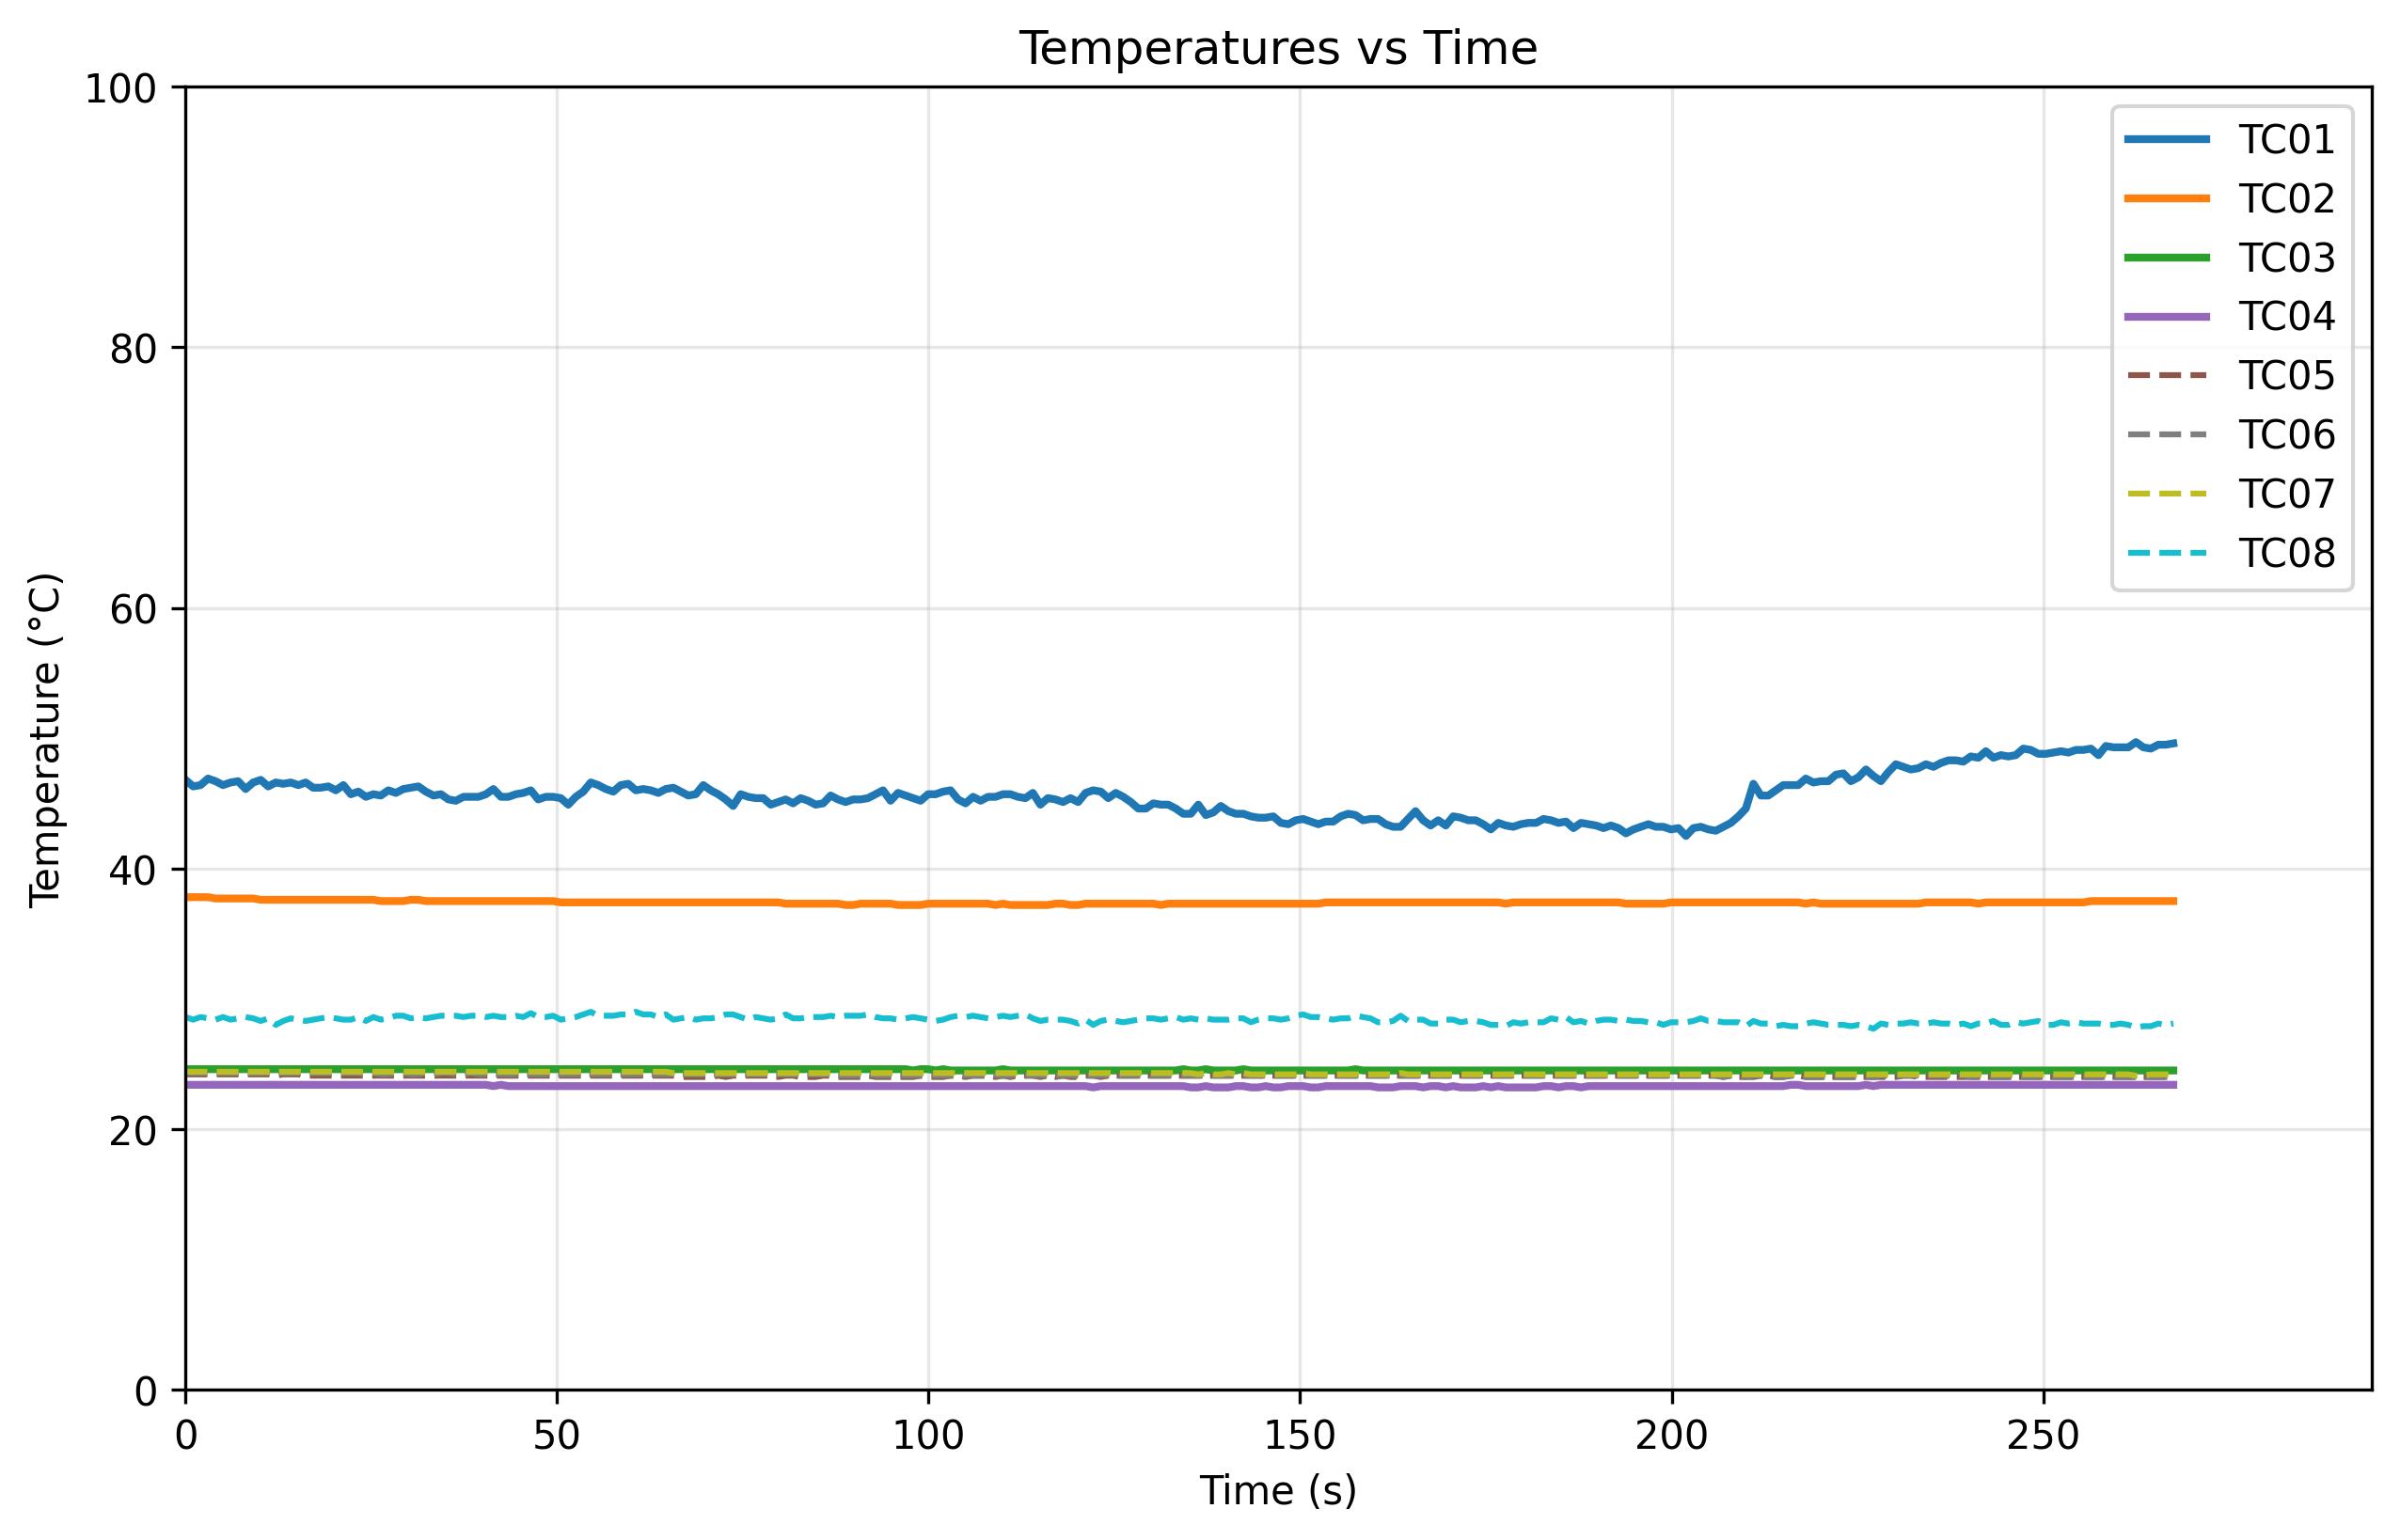 Temperatures vs Time
100
80
60
40
20
0
Temperature (°C)
0 50 100 150 200 250
Time (s)
TC01
TC02
TC03
TC04
TC05
TC06
TC07
TC08